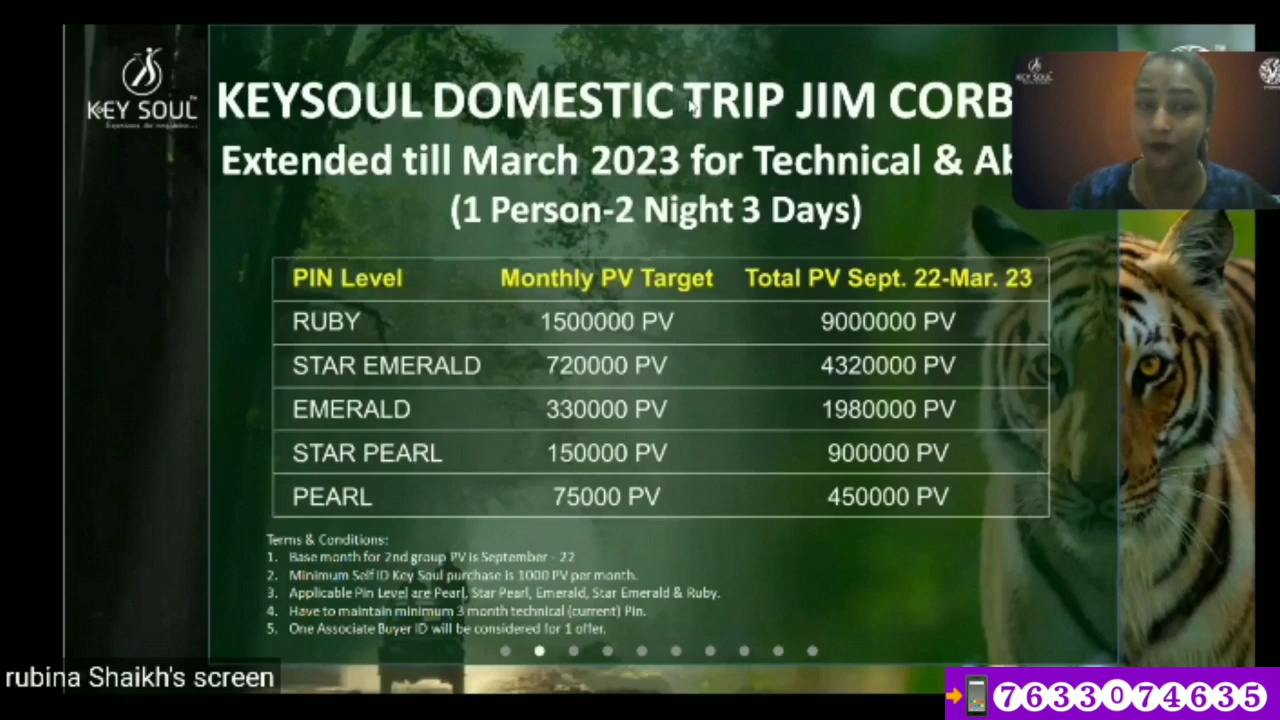 KEY SOUL
KEYSOUL DOMESTIC TRIP JIM CORB
Extended till March 2023 for Technical & Ab
(1 Person-2 Night 3 Days)
PIN Level Monthly PV Target Total PV Sept. 22-Mar. 23
RUBY 1500000 PV 9000000 PV
STAR EMERALD 720000 PV 4320000 PV
EMERALD 330000 PV 1980000 PV
STAR PEARL 150000 PV 900000 PV
PEARL 75000 PV 450000 PV
Terms & Conditions:
1. Base month for 2nd group PV is September - 22
2. Minimum Self ID Key Soul purchase is 1000 PV per month.
3. Applicable Pin Level are Pearl, Star Pearl, Emerald, Star Emerald & Ruby.
4. Have to maintain minimum 3 month technical (current) Pin.
5. One Associate Buyer ID will be considered for 1 offer.
rubina Shaikh's screen
7633074635